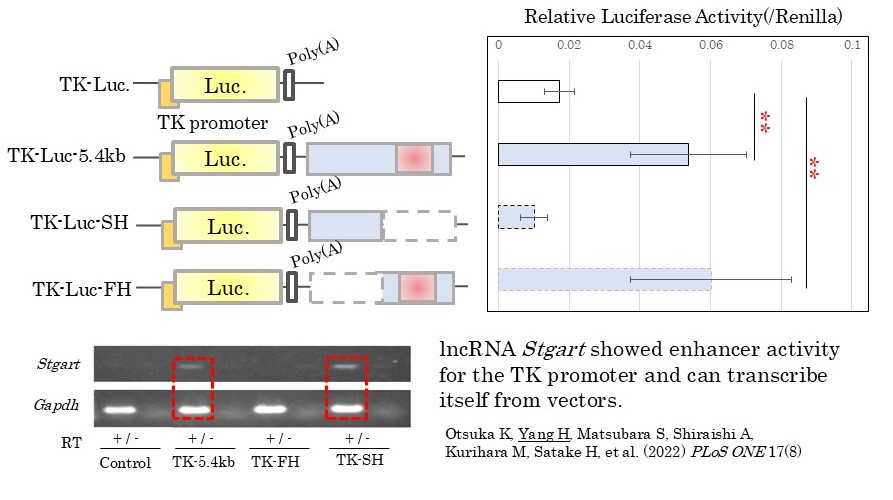 Relative Luciferase Activity(/Renilla)
0 0.02 0.04 0.06 0.08 0.1
Poly(A)
TK-Luc.
Luc.
TK promoter
Poly(A)
TK-Luc-5.4kb
Luc.
Poly(A)
TK-Luc-SH
Luc.
Poly(A)
TK-Luc-FH
Luc.
**
**
Stgart
Gapdh
RT
+ / - + / - + / - + / -
Control TK-5.4kb TK-FH TK-SH
lncRNA Stgart showed enhancer activity
for the TK promoter and can transcribe
itself from vectors.
Otsuka K, Yang H, Matsubara S, Shiraishi A,
Kurihara M, Satake H, et al. (2022) PLoS ONE 17(8)